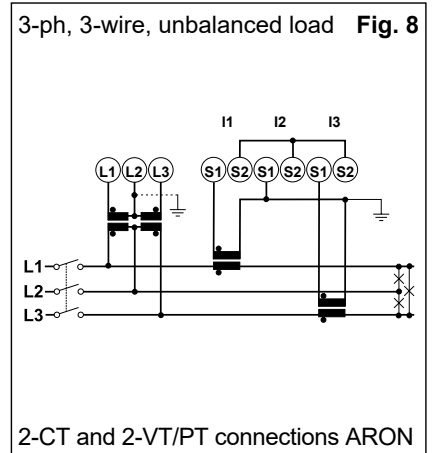 3-ph, 3-wire, unbalanced load Fig. 8
I1 I2 I3
L1 L2 L3 S1 S2 S1 S2 S1 S2
L1
L2
L3
2-CT and 2-VT/PT connections ARON